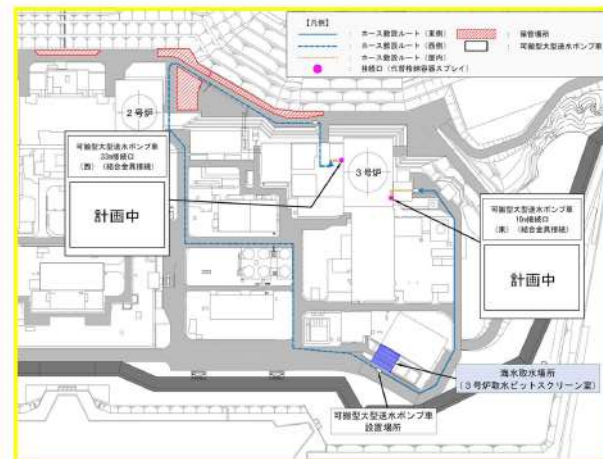 【凡例】
： ホース敷設ルート（東側）
： ホース敷設ルート（西側）
： ホース敷設ルート（屋内）
： 接続口（代替格納容器スプレイ）
： 保管場所
： 可搬型大型送水ポンプ車
2号炉
可搬型大型送水ポンプ車
33m接続口
（西）（結合金具接続）
計画中
3号炉
可搬型大型送水ポンプ車
10m接続口
（東）（結合金具接続）
計画中
海水取水場所
（3号炉取水ピットスクリーン室）
可搬型大型送水ポンプ車
設置場所